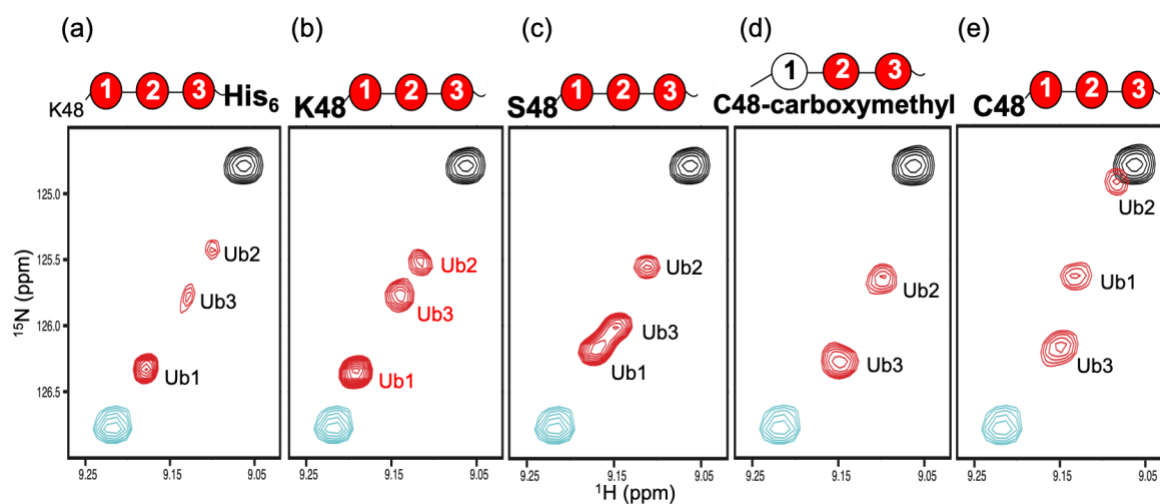 (a) (b) (c) (d) (e)
1 2 3 His6
K48
K48 1 2 3
S48 1 2 3
1 2 3
C48-carboxymethyl
C48 1 2 3
15N (ppm)
125.0
125.5
126.0
126.5
Ub2
Ub3
Ub1
Ub2
Ub3
Ub1
Ub2
Ub3
Ub1
Ub2
Ub3
Ub2
Ub1
Ub3
9.25 9.15 9.05
9.25 9.15 9.05
9.25 9.15 9.05
9.25 9.15 9.05
9.25 9.15 9.05
1H (ppm)